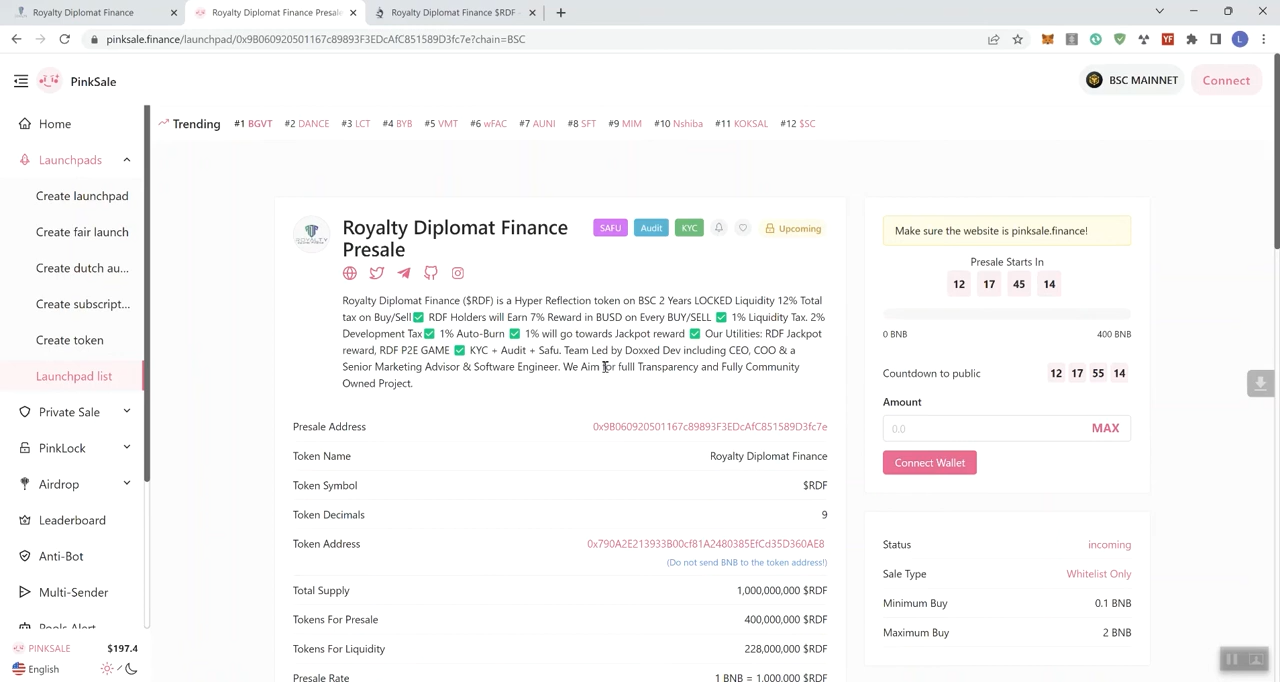 Royalty Diplomat Finance
Royalty Diplomat Finance Presale
Royalty Diplomat Finance $RDF
pinksale.finance/launchpad/0x9B060920501167c89893F3EDcAfC851589D3fc7e?chain=BSC
YF
L
PinkSale
BSC MAINNET
Connect
Home
Launchpads
Create launchpad
Create fair launch
Create dutch au...
Create subscript...
Create token
Launchpad list
Private Sale
PinkLock
Airdrop
Leaderboard
Anti-Bot
Multi-Sender
Pools Alert
PINKSALE $197.4
English
Trending #1 BGVT #2 DANCE #3 LCT #4 BYB #5 VMT #6 wFAC #7 AUNI #8 SFT #9 MIM #10 Nshiba #11 KOKSAL #12 $SC
ROYALTY
Royalty Diplomat Finance
Presale
SAFU Audit KYC Upcoming
Royalty Diplomat Finance ($RDF) is a Hyper Reflection token on BSC 2 Years LOCKED Liquidity 12% Total
tax on Buy/Sell✅ RDF Holders will Earn 7% Reward in BUSD on Every BUY/SELL ✅ 1% Liquidity Tax. 2%
Development Tax✅ 1% Auto-Burn ✅ 1% will go towards Jackpot reward ✅ Our Utilities: RDF Jackpot
reward, RDF P2E GAME ✅ KYC + Audit + Safu. Team Led by Doxxed Dev including CEO, COO & a
Senior Marketing Advisor & Software Engineer. We Aim for fulll Transparency and Fully Community
Owned Project.
Presale Address 0x9B060920501167c89893F3EDcAfC851589D3fc7e
Token Name Royalty Diplomat Finance
Token Symbol $RDF
Token Decimals 9
Token Address 0x790A2E213933B00cf81A2480385EfCd35D360AE8
(Do not send BNB to the token address!)
Total Supply 1,000,000,000 $RDF
Tokens For Presale 400,000,000 $RDF
Tokens For Liquidity 228,000,000 $RDF
Presale Rate 1 BNB = 1,000,000 $RDF
Make sure the website is pinksale.finance!
Presale Starts In
12 17 45 14
0 BNB 400 BNB
Countdown to public 12 17 55 14
Amount
0.0 MAX
Connect Wallet
Status incoming
Sale Type Whitelist Only
Minimum Buy 0.1 BNB
Maximum Buy 2 BNB